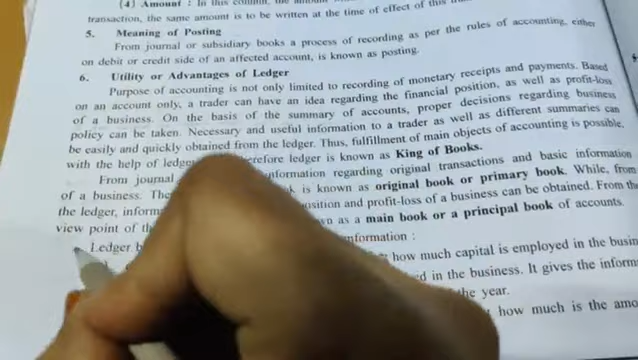 (4) Amount : In this column, the amount
transaction, the same amount is to be written at the time of effect of this
5. Meaning of Posting
From journal or subsidiary books a process of recording as per the rules of accounting, either
on debit or credit side of an affected account, is known as posting.
6. Utility or Advantages of Ledger
Purpose of accounting is not only limited to recording of monetary receipts and payments. Based
on an account only, a trader can have an idea regarding the financial position, as well as profit-loss
of a business. On the basis of the summary of accounts, proper decisions regarding business
policy can be taken. Necessary and useful information to a trader as well as different summaries can
be easily and quickly obtained from the ledger. Thus, fulfillment of main objects of accounting is possible,
with the help of ledger therefore ledger is known as King of Books.
From journal information regarding original transactions and basic information
of a business. is known as original book or primary book. While, from
the ledger, position and profit-loss of a business can be obtained. From the
view point of as a main book or a principal book of accounts.
Ledger information :
how much capital is employed in the
in the business. It gives the
the year.
how much is the